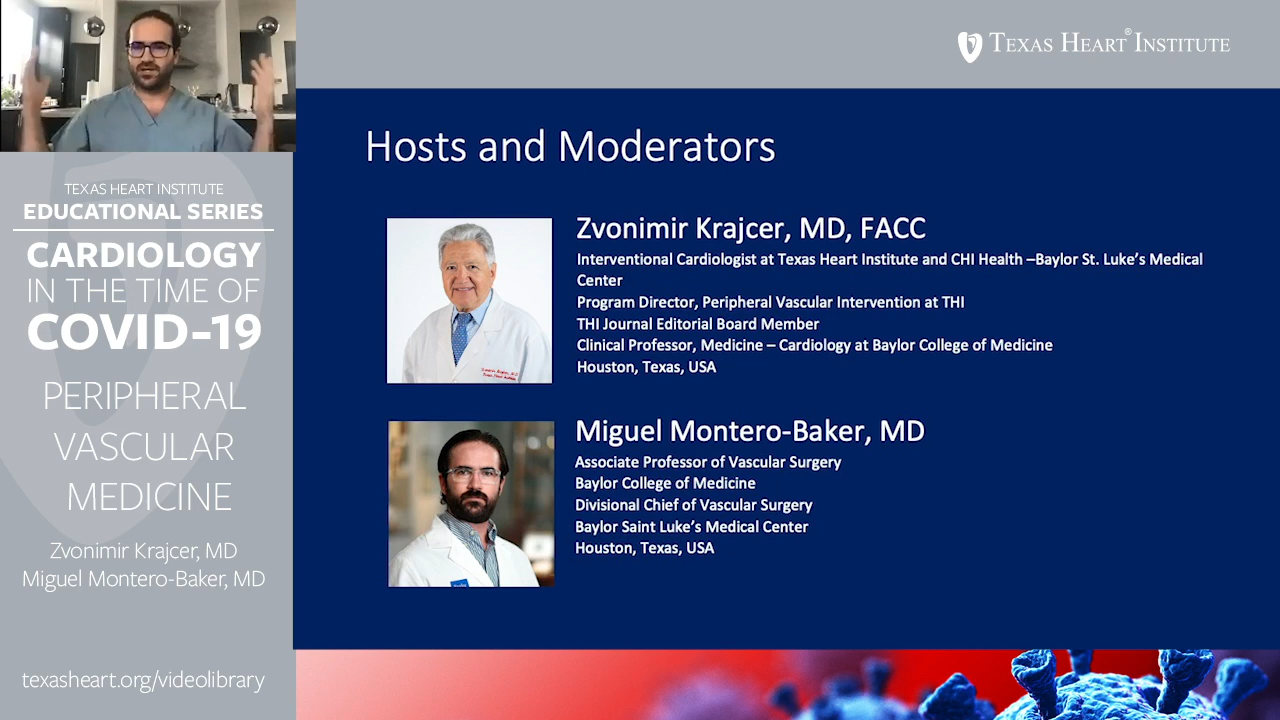 TEXAS HEART® INSTITUTE
TEXAS HEART INSTITUTE
EDUCATIONAL SERIES
CARDIOLOGY
IN THE TIME OF
COVID-19
PERIPHERAL
VASCULAR
MEDICINE
Zvonimir Krajcer, MD
Miguel Montero-Baker, MD
texasheart.org/videolibrary
Hosts and Moderators
Zvonimir Krajcer, MD, FACC
Interventional Cardiologist at Texas Heart Institute and CHI Health –Baylor St. Luke’s Medical
Center
Program Director, Peripheral Vascular Intervention at THI
THI Journal Editorial Board Member
Clinical Professor, Medicine – Cardiology at Baylor College of Medicine
Houston, Texas, USA
Miguel Montero-Baker, MD
Associate Professor of Vascular Surgery
Baylor College of Medicine
Divisional Chief of Vascular Surgery
Baylor Saint Luke’s Medical Center
Houston, Texas, USA